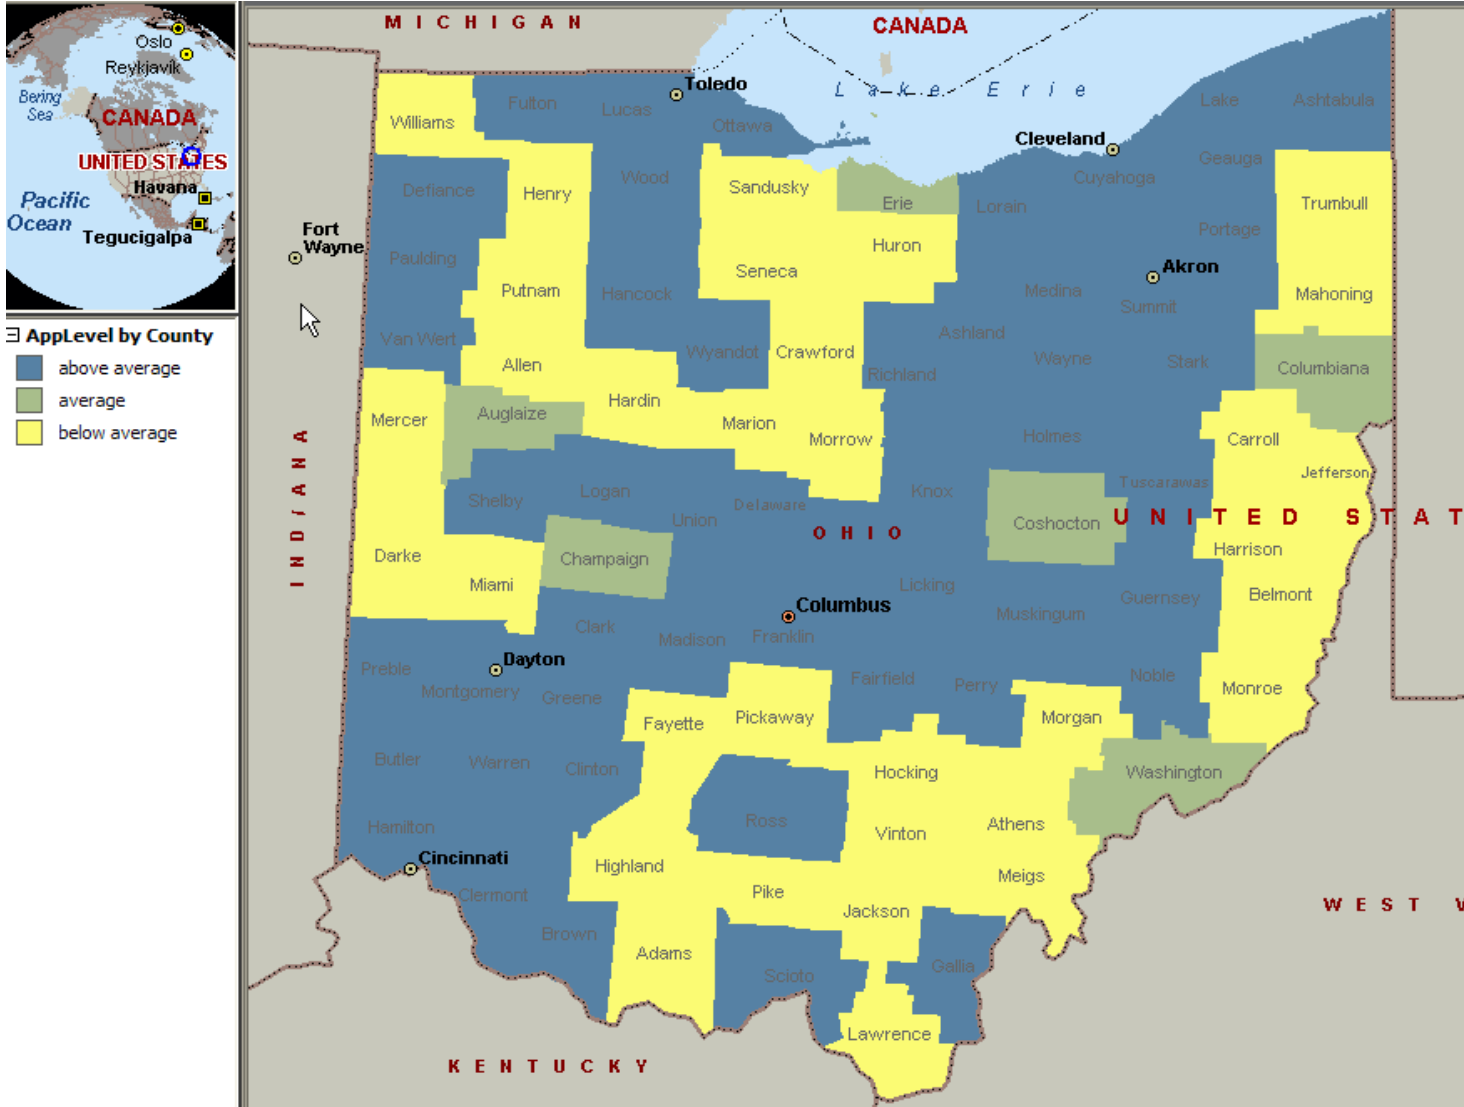 Oslo
Reykjavik
Bering
Sea
CANADA
UNITED STATES
Havana
Pacific
Ocean
Tegucigalpa
AppLevel by County
above average
average
below average
MICHIGAN
CANADA
Toledo
Lake Erie
Fulton
Lucas
Ottawa
Lake
Ashtabula
Williams
Cleveland
Geauga
Defiance
Henry
Wood
Sandusky
Erie
Cuyahoga
Lorain
Trumbull
Fort
Wayne
Paulding
Huron
Portage
Putnam
Hancock
Seneca
Akron
Medina
Summit
Mahoning
Van Wert
Allen
Wyandot
Crawford
Ashland
Richland
Wayne
Stark
Columbiana
Mercer
Auglaize
Hardin
Marion
Morrow
Holmes
Carroll
Jefferson
INDIANA
Shelby
Logan
Union
Delaware
Knox
Tuscarawas
OHIO
Coshocton
UNITED STAT
Darke
Miami
Champaign
Harrison
Licking
Belmont
Columbus
Guernsey
Muskingum
Clark
Madison
Franklin
Preble
Dayton
Montgomery
Greene
Fairfield
Perry
Noble
Monroe
Fayette
Pickaway
Morgan
Butler
Warren
Clinton
Hocking
Washington
Hamilton
Ross
Vinton
Athens
Cincinnati
Highland
Clermont
Pike
Meigs
Jackson
WEST V
Brown
Adams
Scioto
Gallia
Lawrence
KENTUCKY